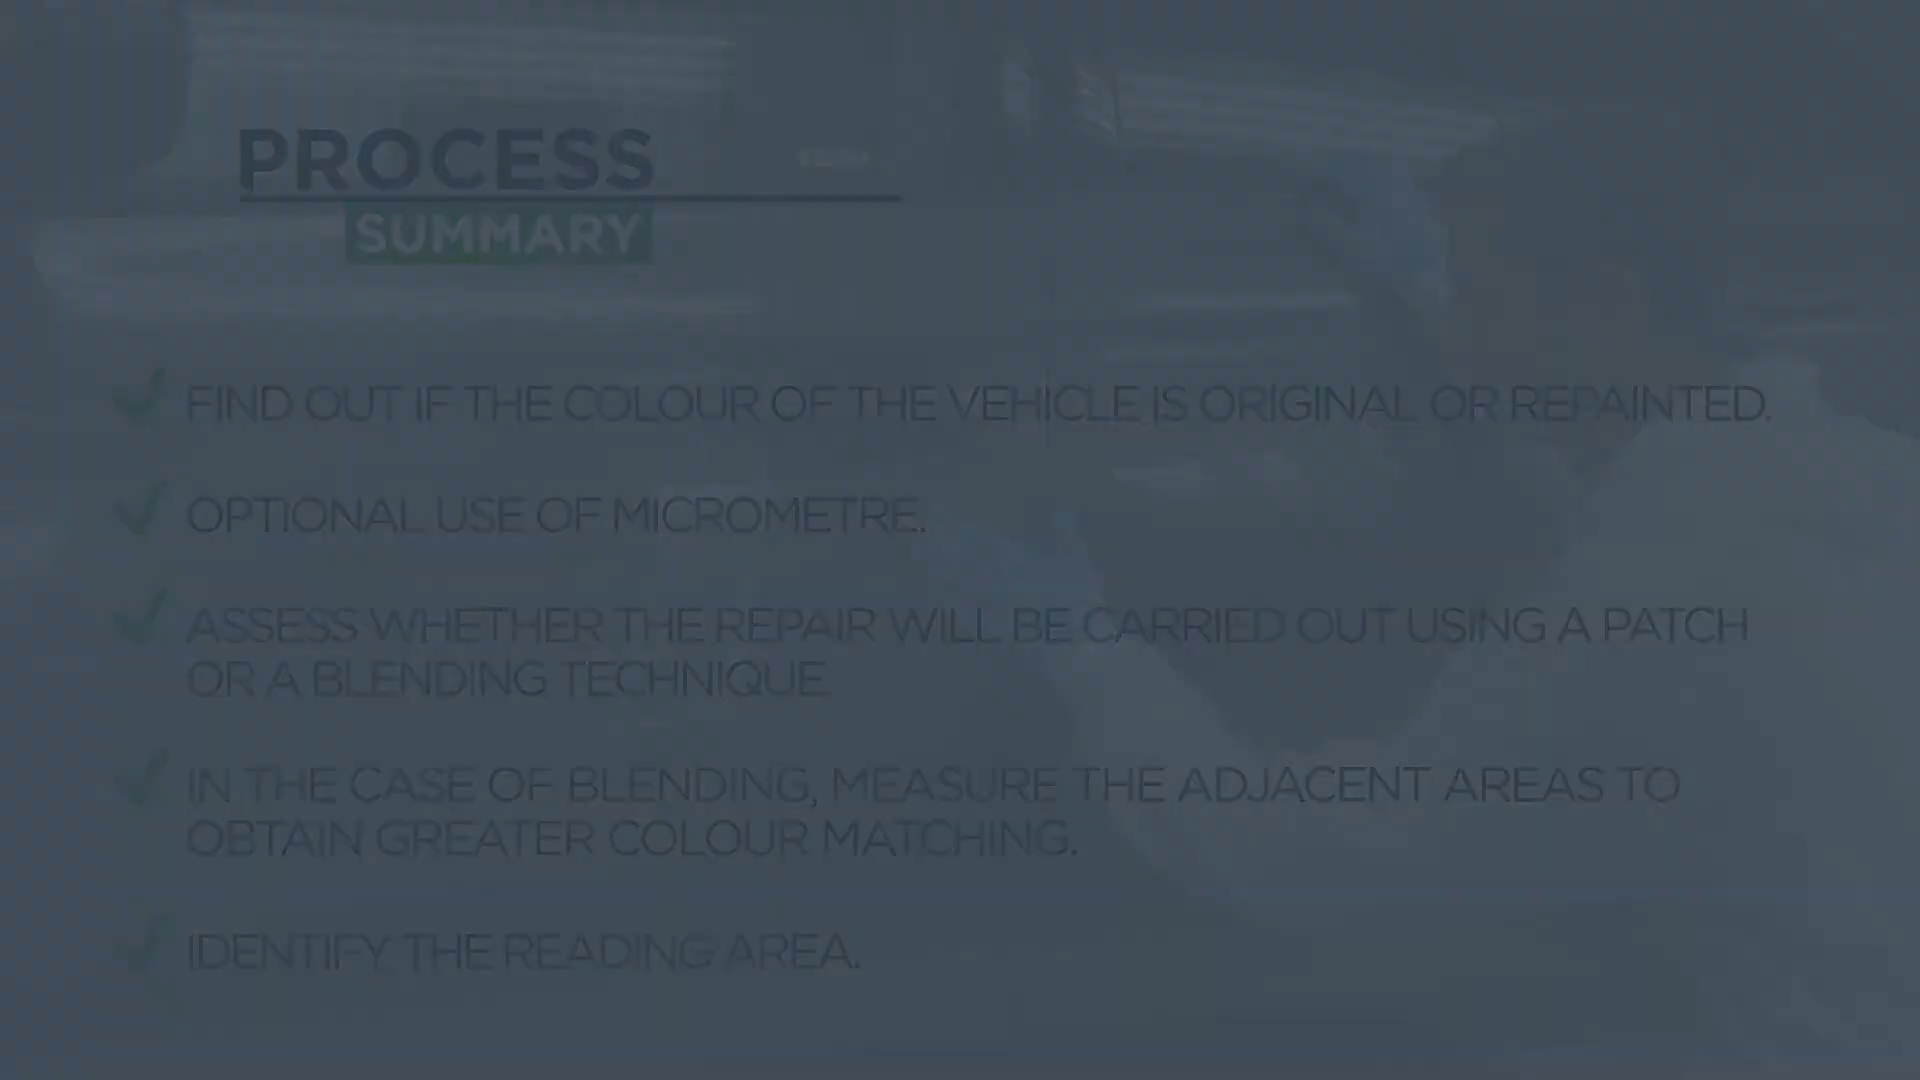 PROCESS
SUMMARY
FIND OUT IF THE COLOUR OF THE VEHICLE IS ORIGINAL OR REPAINTED.
OPTIONAL USE OF MICROMETRE.
ASSESS WHETHER THE REPAIR WILL BE CARRIED OUT USING A PATCH
OR A BLENDING TECHNIQUE.
IN THE CASE OF BLENDING, MEASURE THE ADJACENT AREAS TO
OBTAIN GREATER COLOUR MATCHING.
IDENTIFY THE READING AREA.